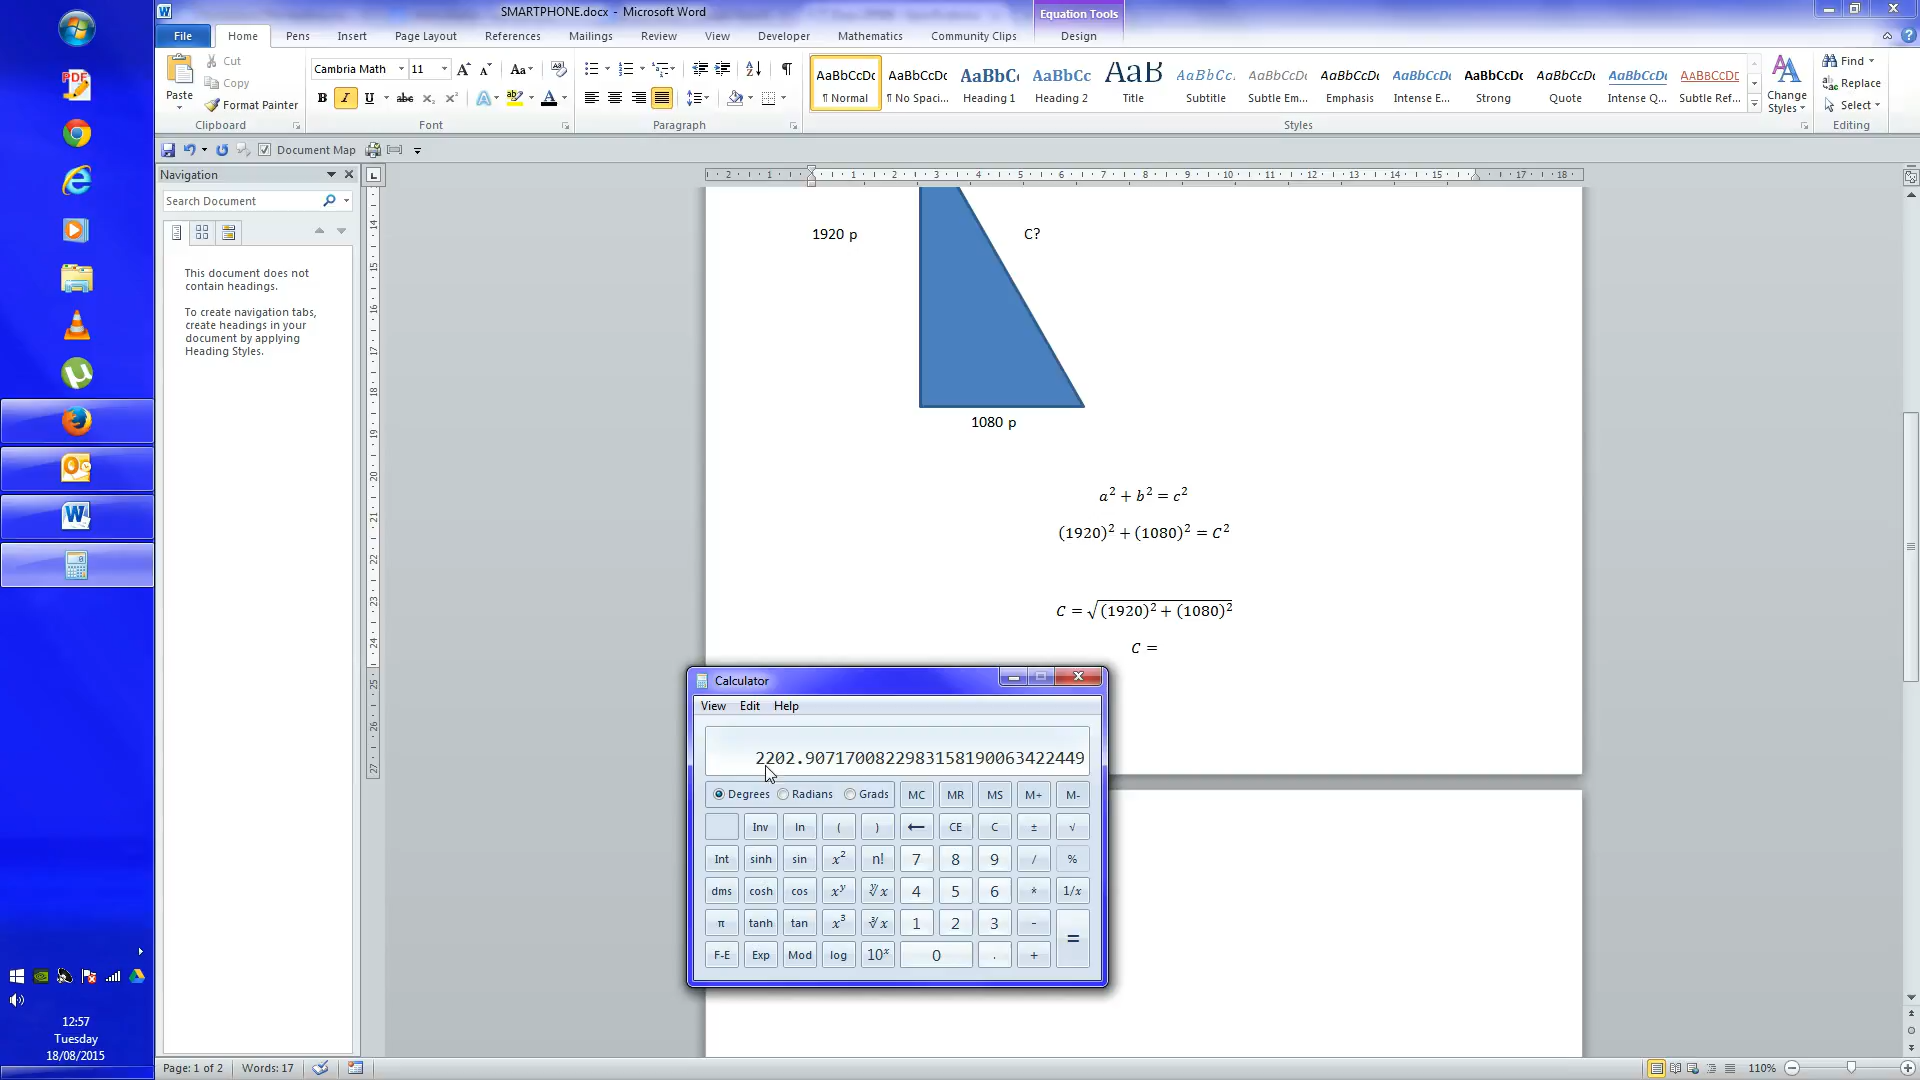 SMARTPHONE.docx - Microsoft Word
Equation Tools
File Home Pens Insert Page Layout References Mailings Review View Developer Mathematics Community Clips Design
Paste
Cut
Copy
Format Painter
Clipboard
Cambria Math 11
Font
Paragraph
AaBbCcDc AaBbCcDc AaBbCc AaBbCc AaB AaBbCc. AaBbCcDc AaBbCcDc AaBbCcDc AaBbCcDc AaBbCcDc AaBbCcDc AABBCCDC
¶ Normal ¶ No Spaci... Heading 1 Heading 2 Title Subtitle Subtle Em... Emphasis Intense E... Strong Quote Intense Q... Subtle Ref...
Styles
Change Styles
Find
Replace
Select
Editing
Document Map
Navigation
Search Document
This document does not
contain headings.
To create navigation tabs,
create headings in your
document by applying
Heading Styles.
1920 p
C?
1080 p
a² + b² = c²
(1920)² + (1080)² = C²
C = √(1920)² + (1080)²
C =
Calculator
View Edit Help
2202.9071700822983158190063422449
Degrees Radians Grads MC MR MS M+ M-
Inv ln ( ) ← CE C ± √
Int sinh sin x² n! 7 8 9 / %
dms cosh cos xʸ ʸ√x 4 5 6 * 1/x
π tanh tan x³ ³√x 1 2 3 - =
F-E Exp Mod log 10ˣ 0 . +
12:57
Tuesday
18/08/2015
Page: 1 of 2 Words: 17 110%